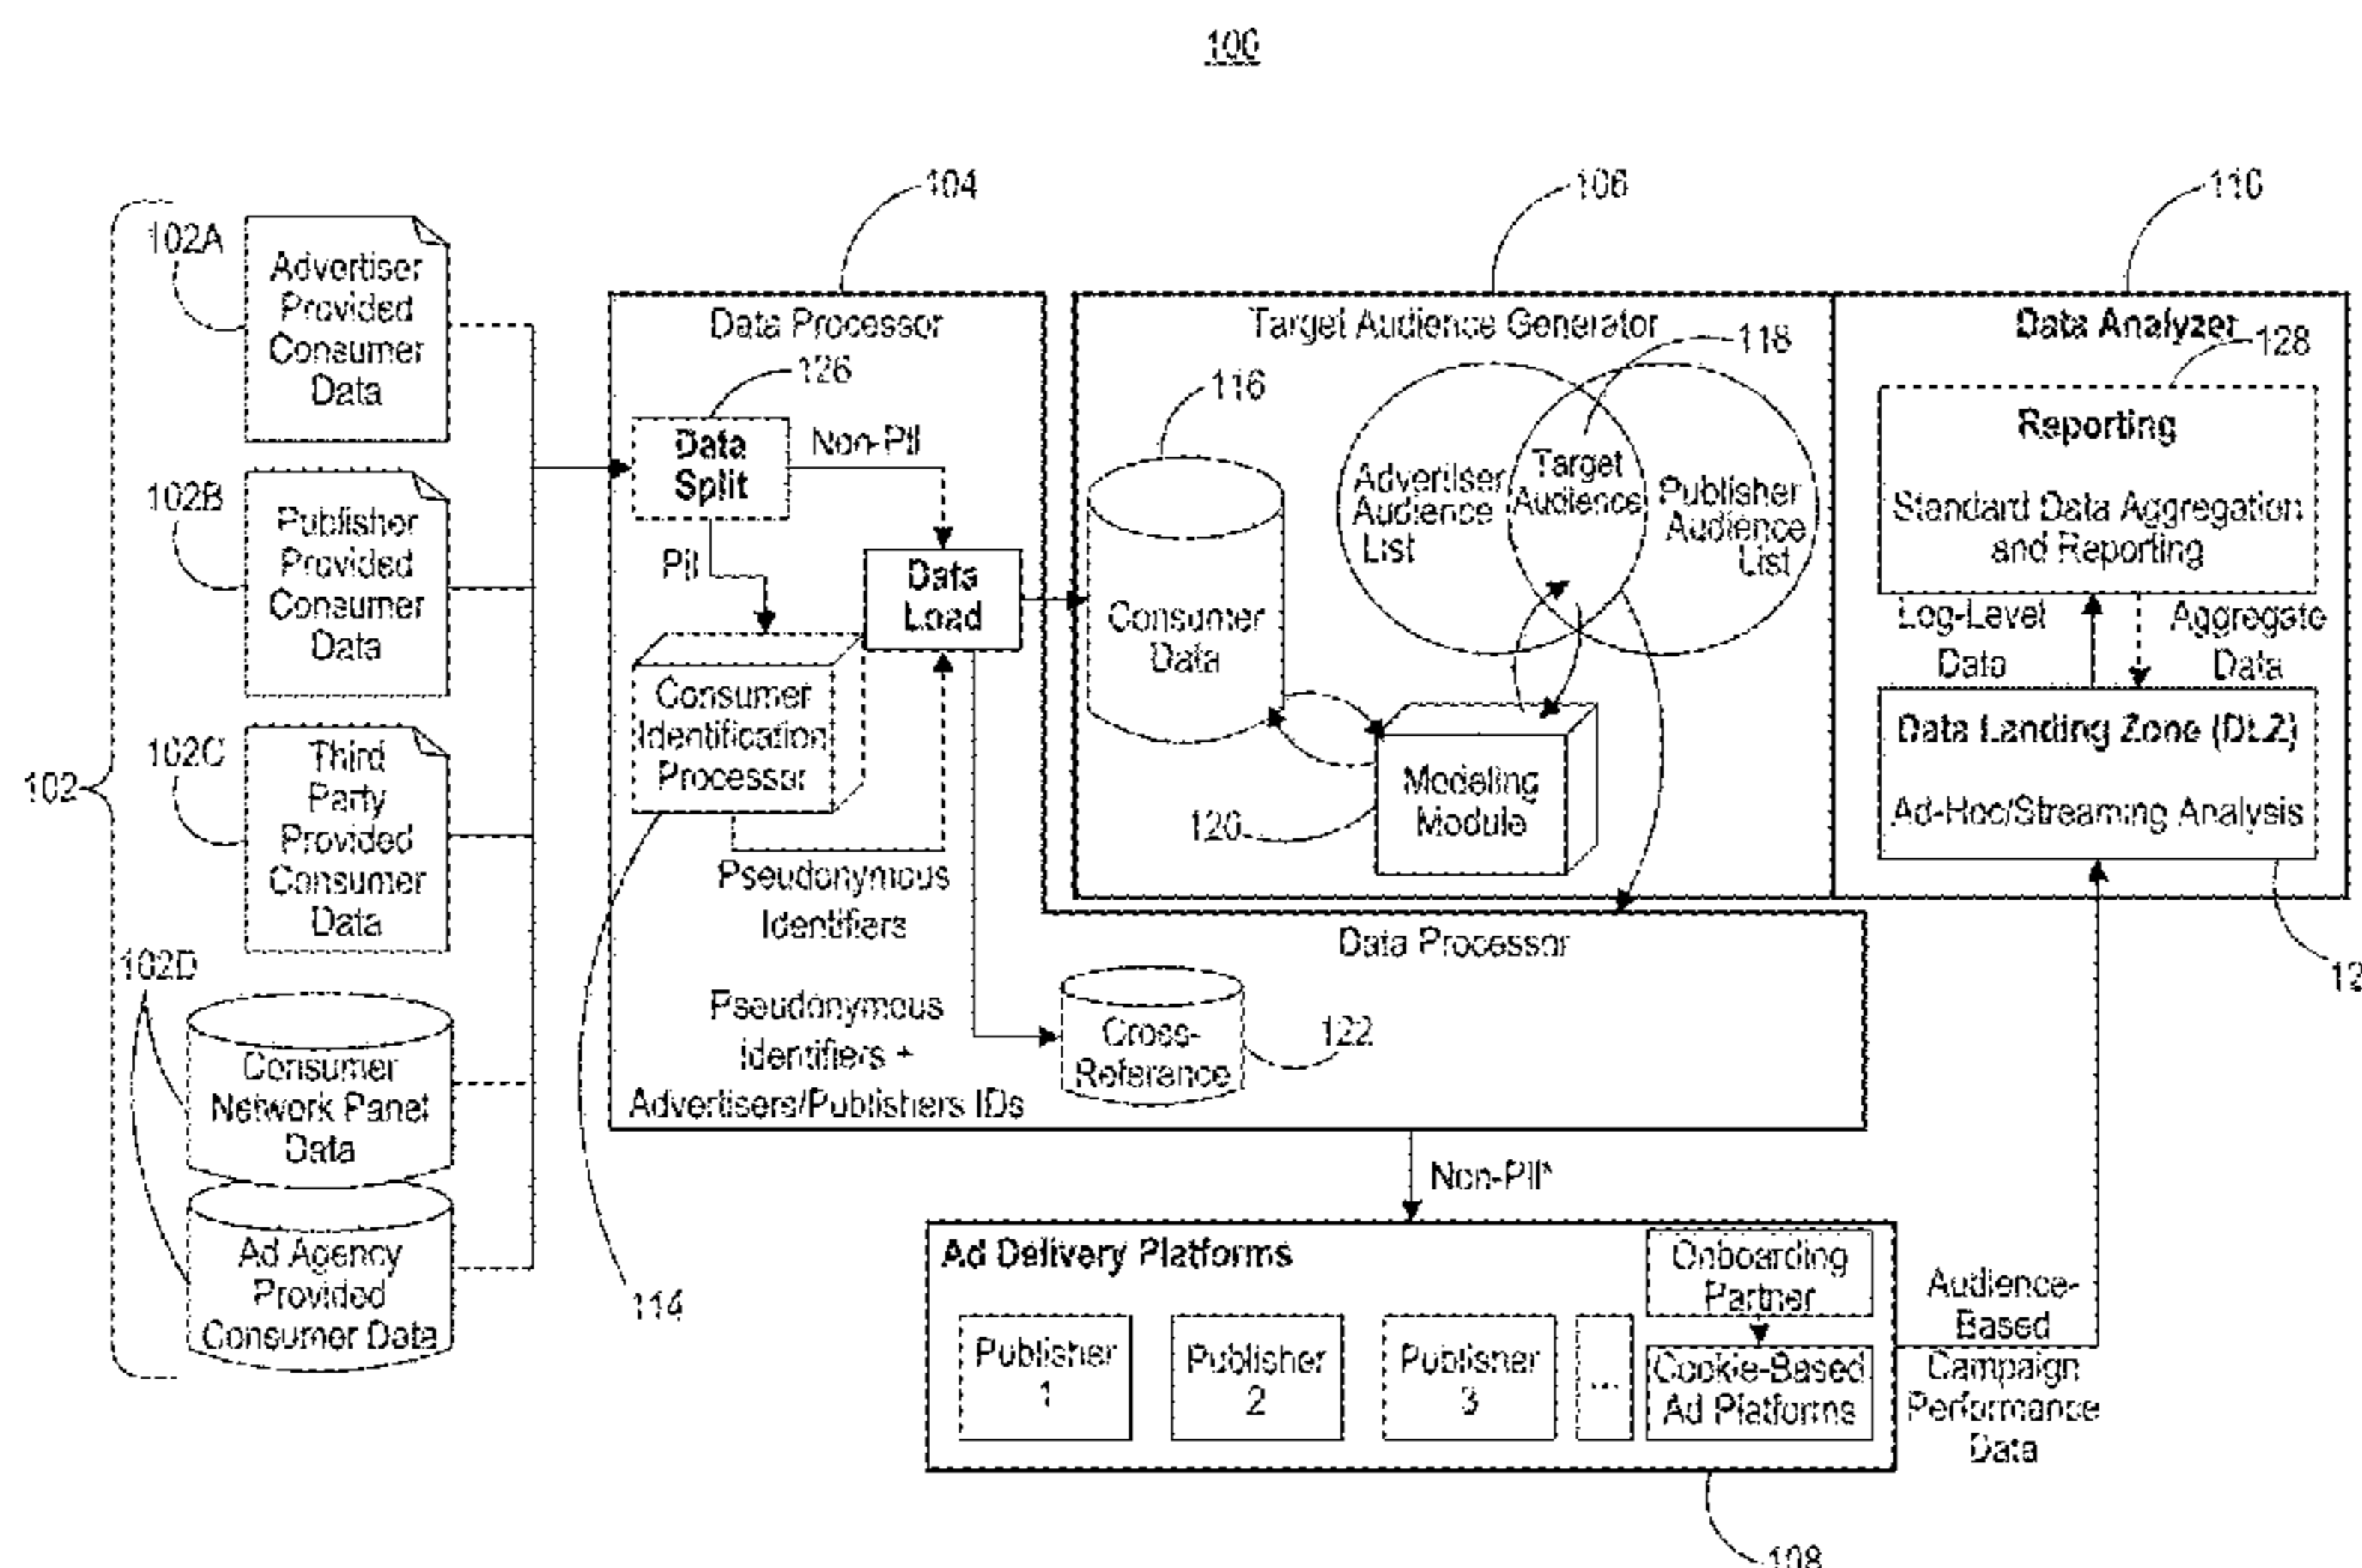 100
104
106
110
102A
Advertiser
Provided
Consumer
Data
102B
Publisher
Provided
Consumer
Data
102C
Third
Party
Provided
Consumer
Data
102
102D
Consumer
Network Panel
Data
Ad Agency
Provided
Consumer Data
Data Processor
126
Data
Split
Non-PII
PII
Data
Load
Consumer
Identification
Processor
Pseudonymous
Identifiers
Pseudonymous
Identifiers +
Advertisers/Publishers IDs
114
Target Audience Generator
118
116
Consumer
Data
Advertiser
Audience
List
Target
Audience
Publisher
Audience
List
120
Modeling
Module
Data Processor
Cross-
Reference
122
Data Analyzer
128
Reporting
Standard Data Aggregation
and Reporting
Log-Level
Data
Aggregate
Data
Data Landing Zone (DLZ)
Ad-Hoc/Streaming Analysis
12
Non-PII*
Ad Delivery Platforms
Publisher
1
Publisher
2
Publisher
3
...
Onboarding
Partner
Cookie-Based
Ad Platforms
Audience-
Based
Campaign
Performance
Data
108